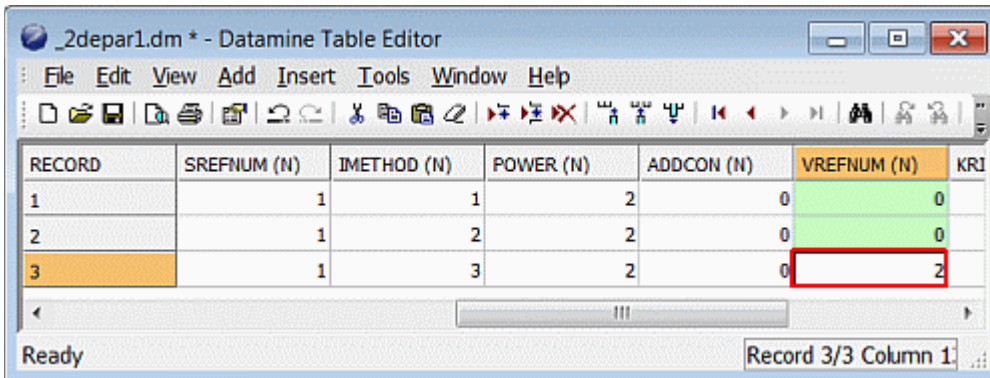 _2depar1.dm * - Datamine Table Editor
File Edit View Add Insert Tools Window Help
RECORD SREFNUM (N) IMETHOD (N) POWER (N) ADDCON (N) VREFNUM (N) KRI
1 1 1 2 0 0
2 1 2 2 0 0
3 1 3 2 0 2
Ready Record 3/3 Column 1